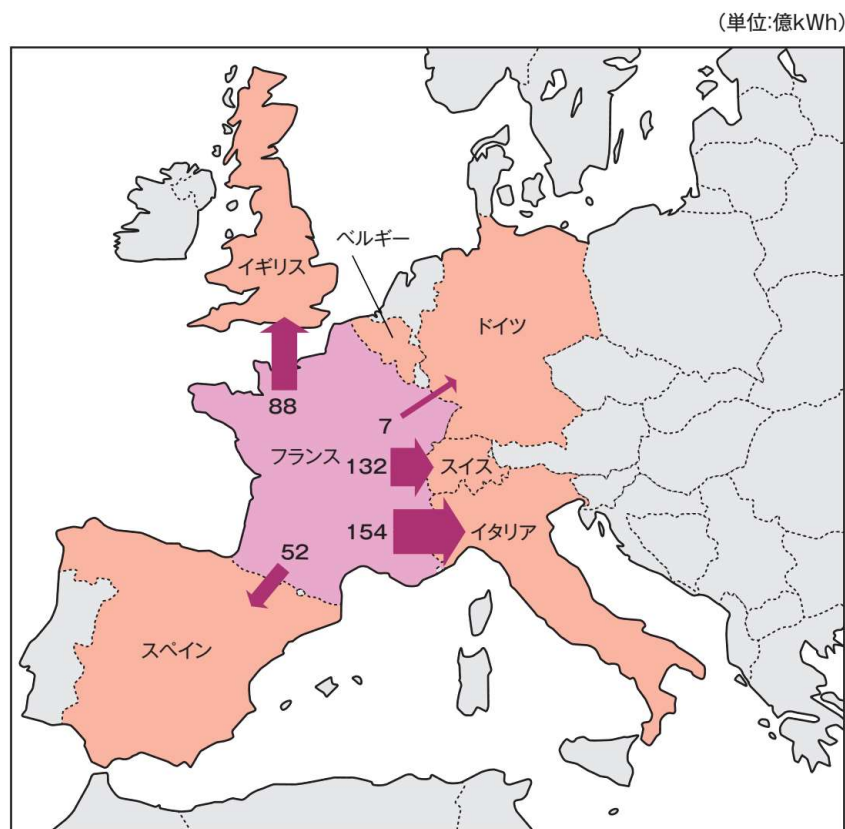 (単位:億kWh)
ベルギー
イギリス
ドイツ
88
7
フランス
132
スイス
154
イタリア
52
スペイン